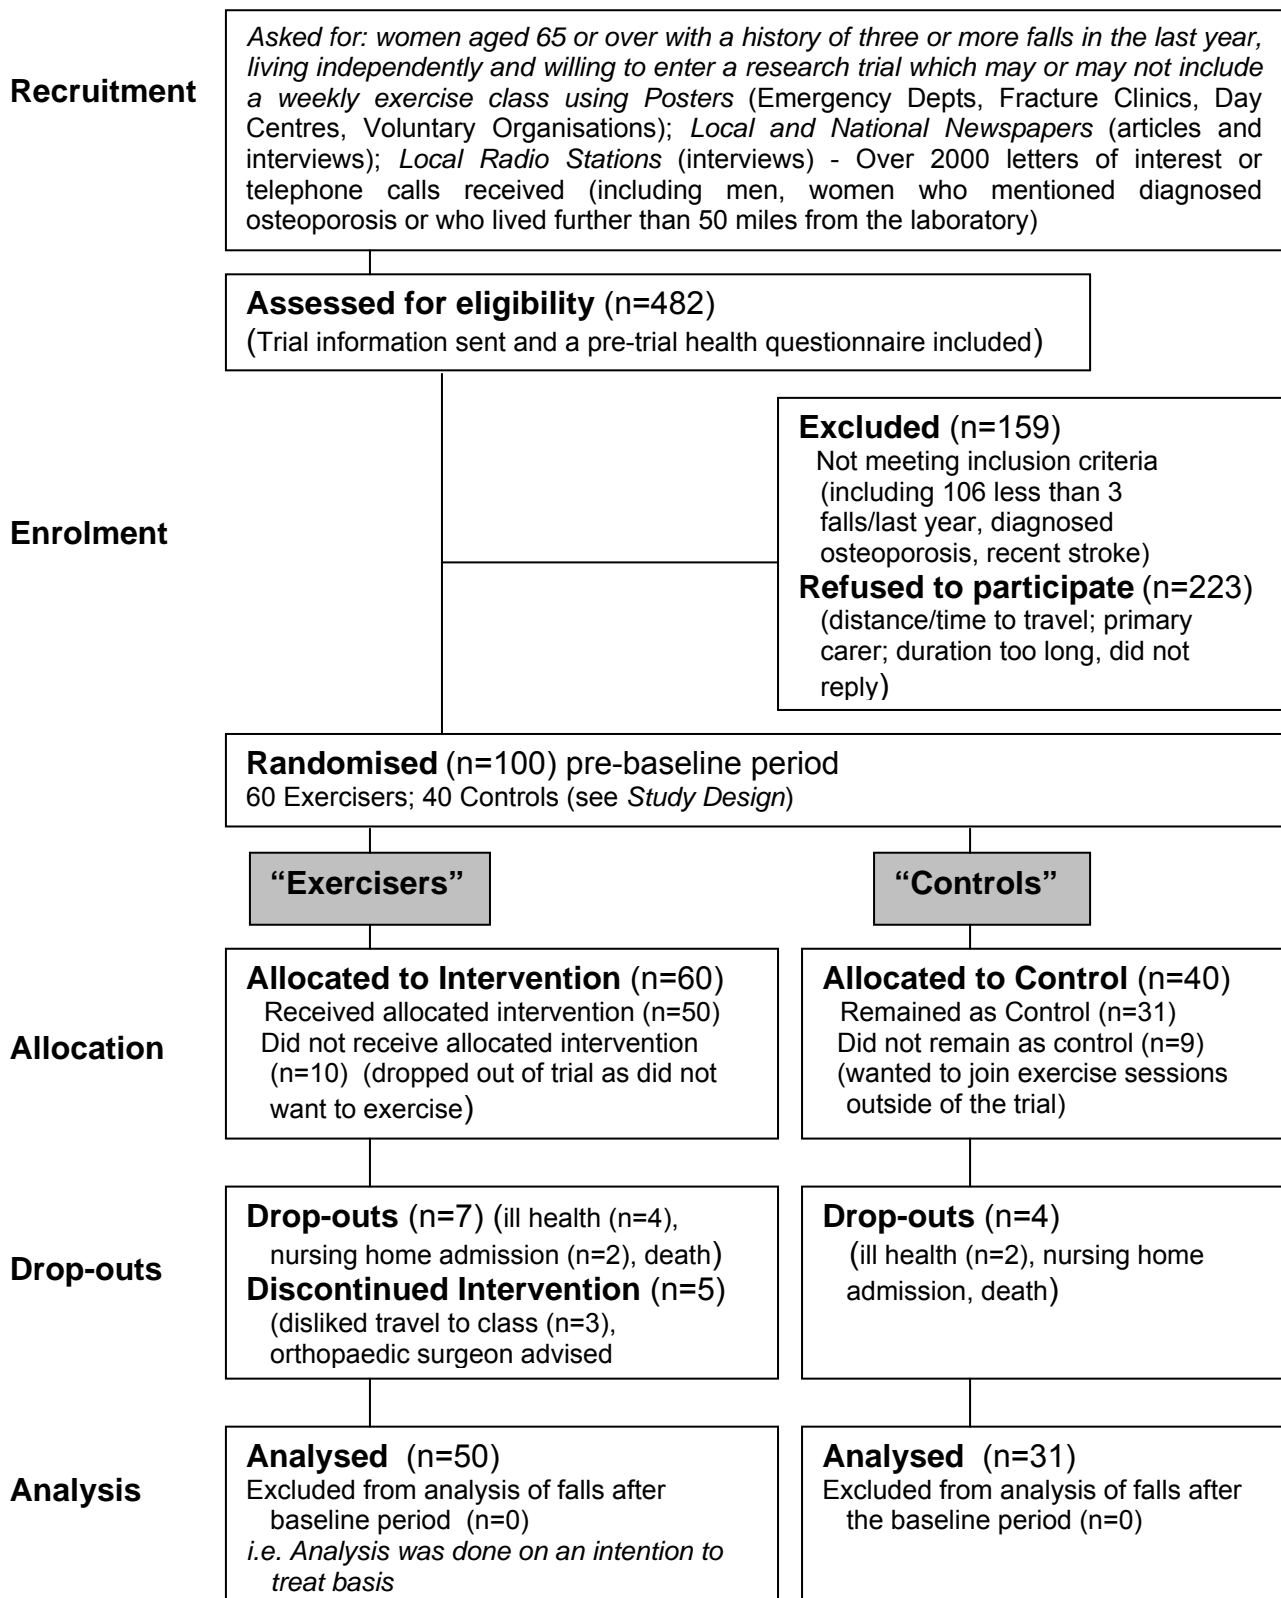 Recruitment
Asked for: women aged 65 or over with a history of three or more falls in the last year,
living independently and willing to enter a research trial which may or may not include
a weekly exercise class using Posters (Emergency Depts, Fracture Clinics, Day
Centres, Voluntary Organisations); Local and National Newspapers (articles and
interviews); Local Radio Stations (interviews) - Over 2000 letters of interest or
telephone calls received (including men, women who mentioned diagnosed
osteoporosis or who lived further than 50 miles from the laboratory)
Assessed for eligibility (n=482)
(Trial information sent and a pre-trial health questionnaire included)
Enrolment
Excluded (n=159)
Not meeting inclusion criteria
(including 106 less than 3
falls/last year, diagnosed
osteoporosis, recent stroke)
Refused to participate (n=223)
(distance/time to travel; primary
carer; duration too long, did not
reply)
Randomised (n=100) pre-baseline period
60 Exercisers; 40 Controls (see Study Design)
“Exercisers”
“Controls”
Allocation
Allocated to Intervention (n=60)
Received allocated intervention (n=50)
Did not receive allocated intervention
(n=10) (dropped out of trial as did not
want to exercise)
Allocated to Control (n=40)
Remained as Control (n=31)
Did not remain as control (n=9)
(wanted to join exercise sessions
outside of the trial)
Drop-outs
Drop-outs (n=7) (ill health (n=4),
nursing home admission (n=2), death)
Discontinued Intervention (n=5)
(disliked travel to class (n=3),
orthopaedic surgeon advised
Drop-outs (n=4)
(ill health (n=2), nursing home
admission, death)
Analysis
Analysed (n=50)
Excluded from analysis of falls after
baseline period (n=0)
i.e. Analysis was done on an intention to
treat basis
Analysed (n=31)
Excluded from analysis of falls after
the baseline period (n=0)